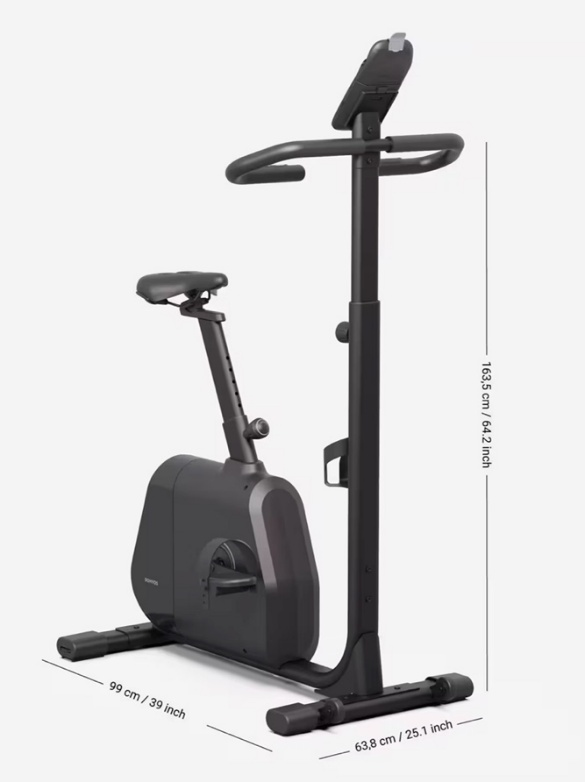 163,5 cm / 64.2 inch
99 cm / 39 inch
63,8 cm / 25.1 inch